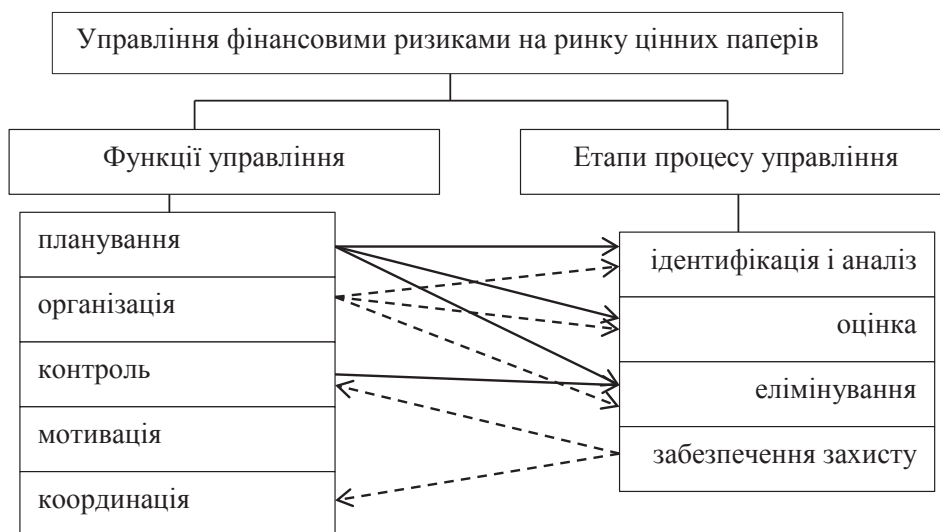 Управління фінансовими ризиками на ринку цінних паперів
Функції управління
Етапи процесу управління
планування
організація
контроль
мотивація
координація
ідентифікація і аналіз
оцінка
елімінування
забезпечення захисту